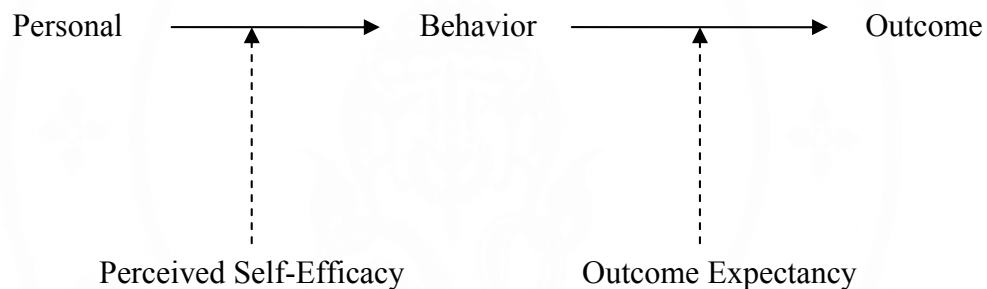 Personal Behavior Outcome
Perceived Self-Efficacy Outcome Expectancy